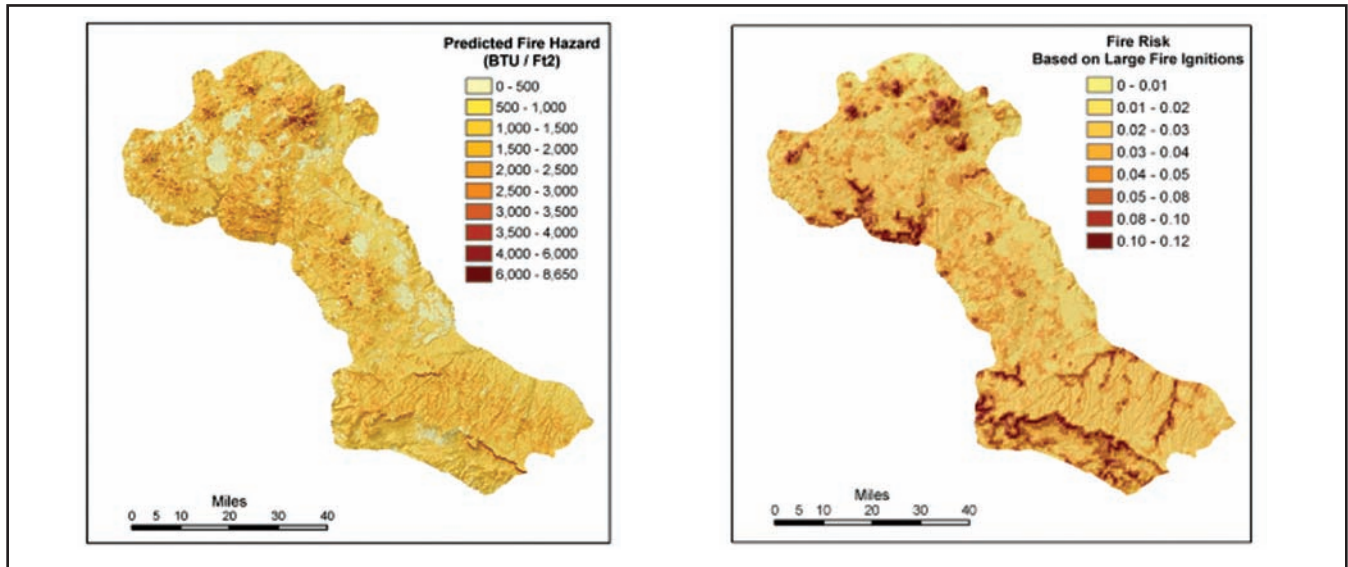 Predicted Fire Hazard
(BTU / Ft2)
0 - 500
500 - 1,000
1,000 - 1,500
1,500 - 2,000
2,000 - 2,500
2,500 - 3,000
3,000 - 3,500
3,500 - 4,000
4,000 - 6,000
6,000 - 8,650
Miles
0 5 10 20 30 40
Fire Risk
Based on Large Fire Ignitions
0 - 0.01
0.01 - 0.02
0.02 - 0.03
0.03 - 0.04
0.04 - 0.05
0.05 - 0.08
0.08 - 0.10
0.10 - 0.12
Miles
0 5 10 20 30 40